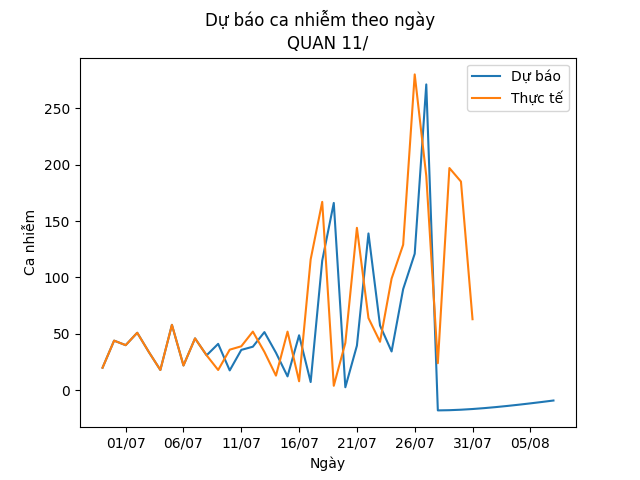 Dự báo ca nhiễm theo ngày
QUAN 11/
Dự báo
Thực tế
Ca nhiễm
250
200
150
100
50
0
01/07
06/07
11/07
16/07
21/07
26/07
31/07
05/08
Ngày